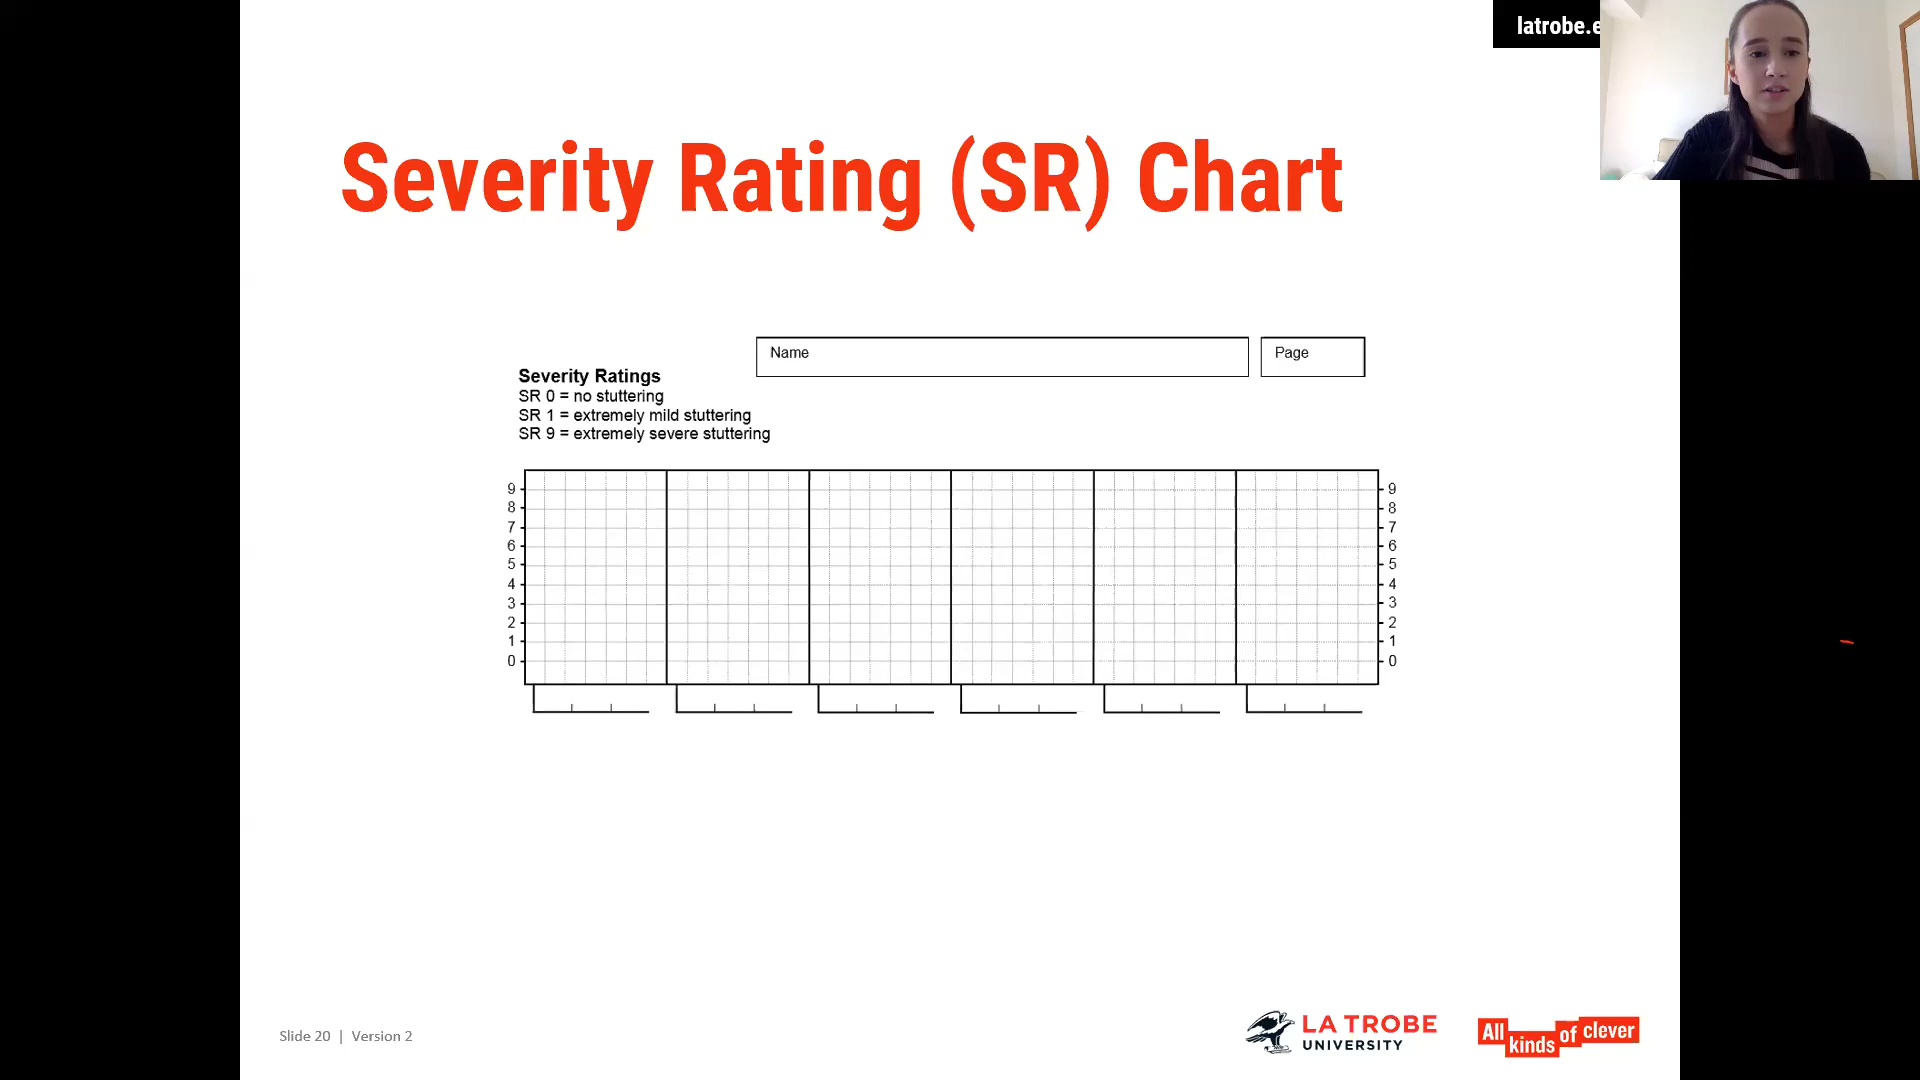 latrobe.e
Severity Rating (SR) Chart
Name
Page
Severity Ratings
SR 0 = no stuttering
SR 1 = extremely mild stuttering
SR 9 = extremely severe stuttering
9 9
8 8
7 7
6 6
5 5
4 4
3 3
2 2
1 1
0 0
Slide 20 | Version 2
LA TROBE
UNIVERSITY
All kinds of clever